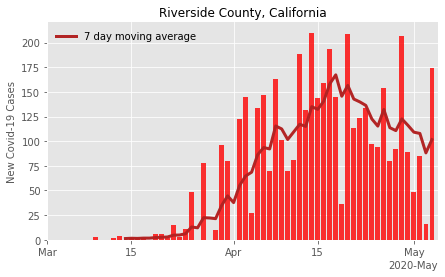 Riverside County, California
7 day moving average
New Covid-19 Cases
200
175
150
125
100
75
50
25
0
Mar 15 Apr 15 May
2020-May